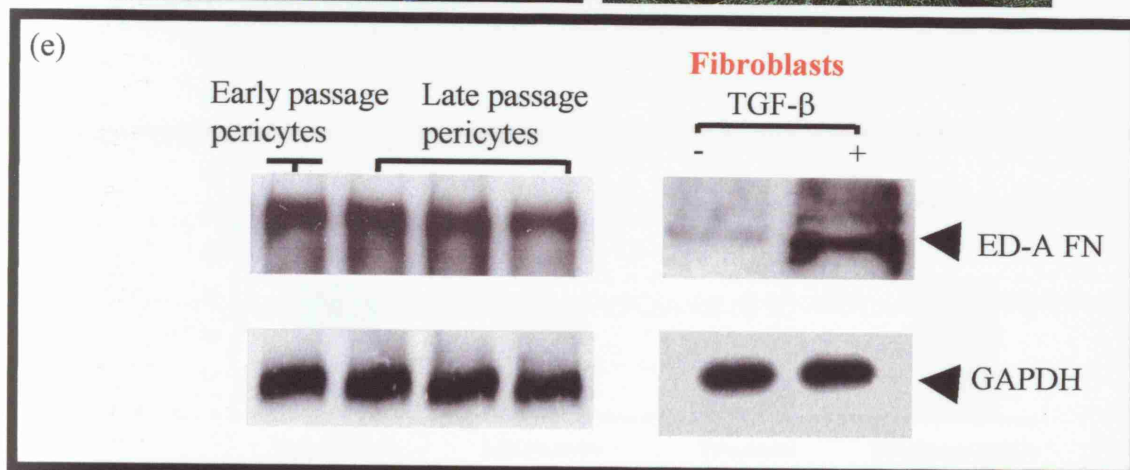 (e)
Early passage
pericytes
Late passage
pericytes
Fibroblasts
TGF-β
- +
ED-A FN
GAPDH